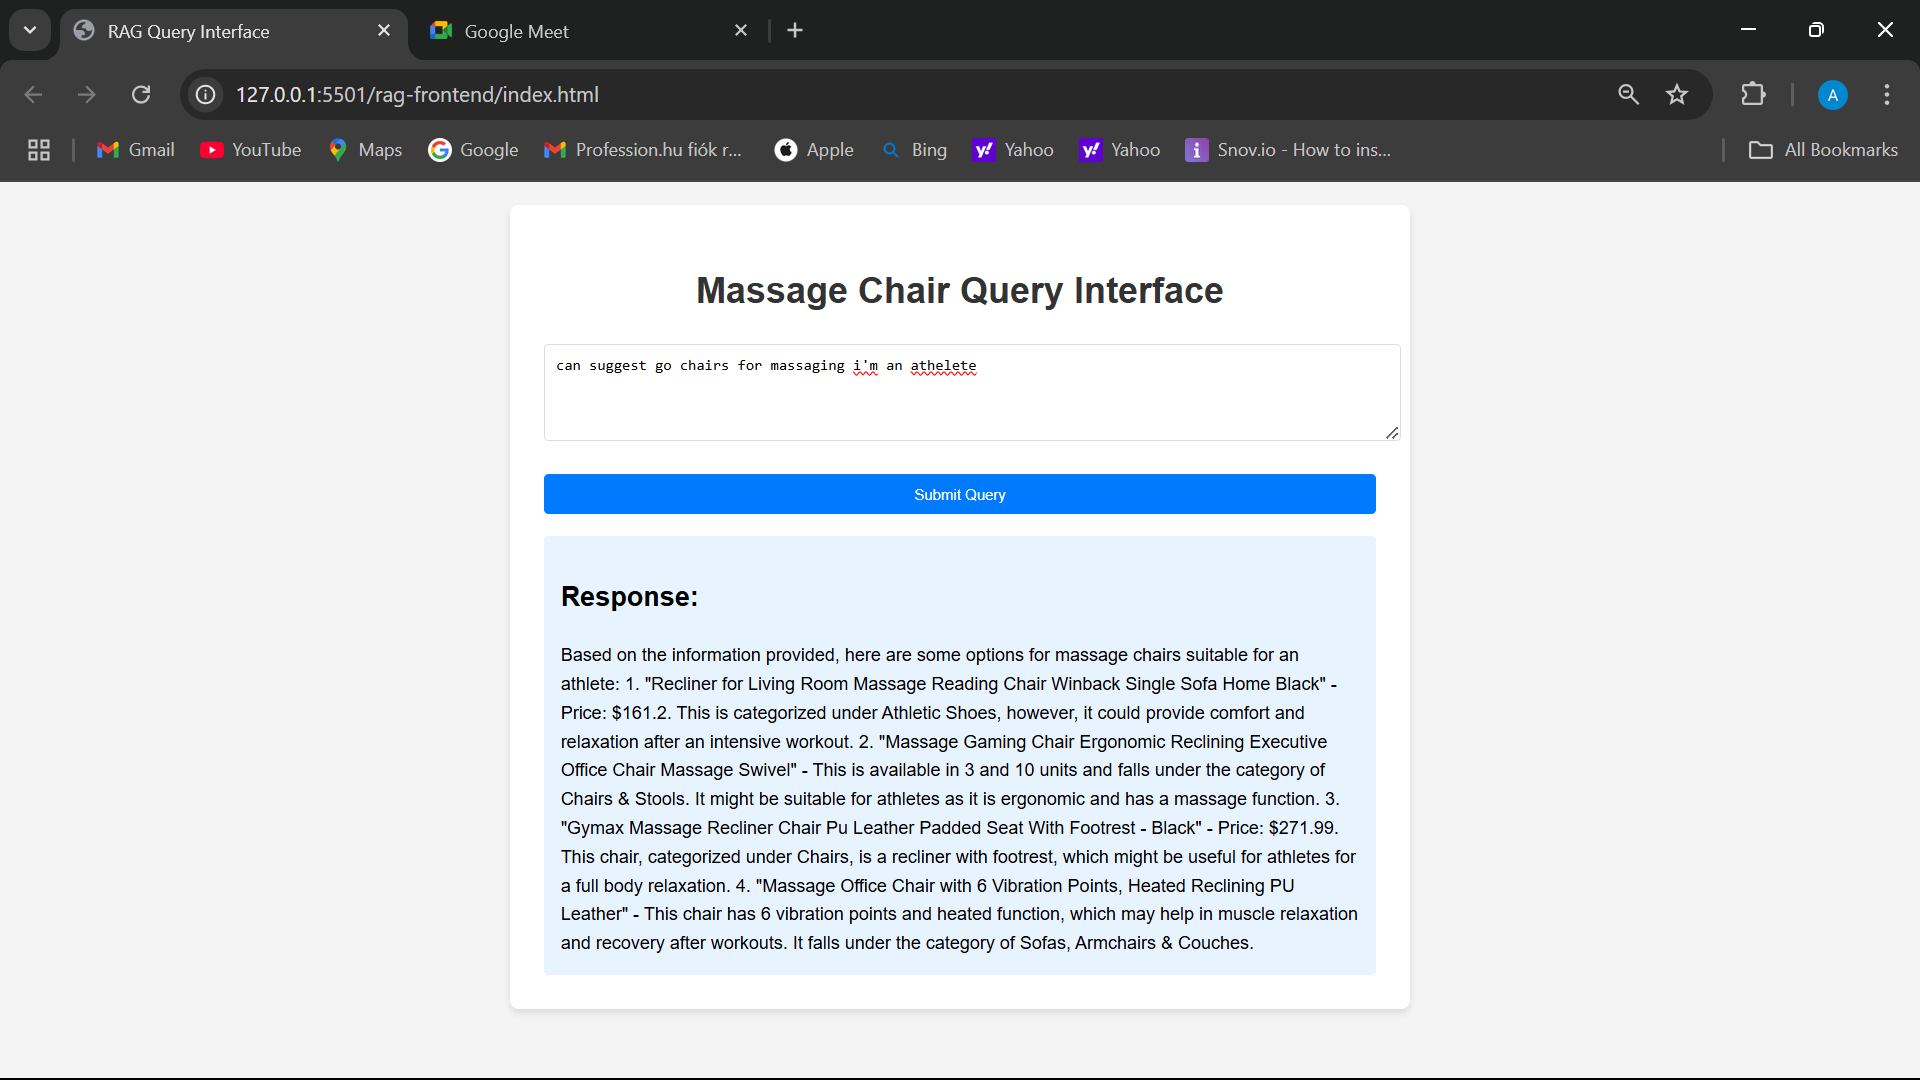 RAG Query Interface
Google Meet
127.0.0.1:5501/rag-frontend/index.html
A
Gmail
YouTube
Maps
Google
Profession.hu fiók r...
Apple
Bing
Yahoo
Yahoo
Snov.io - How to ins...
All Bookmarks
Massage Chair Query Interface
can suggest go chairs for massaging i'm an athelete
Submit Query
Response:
Based on the information provided, here are some options for massage chairs suitable for an
athlete: 1. "Recliner for Living Room Massage Reading Chair Winback Single Sofa Home Black" -
Price: $161.2. This is categorized under Athletic Shoes, however, it could provide comfort and
relaxation after an intensive workout. 2. "Massage Gaming Chair Ergonomic Reclining Executive
Office Chair Massage Swivel" - This is available in 3 and 10 units and falls under the category of
Chairs & Stools. It might be suitable for athletes as it is ergonomic and has a massage function. 3.
"Gymax Massage Recliner Chair Pu Leather Padded Seat With Footrest - Black" - Price: $271.99.
This chair, categorized under Chairs, is a recliner with footrest, which might be useful for athletes for
a full body relaxation. 4. "Massage Office Chair with 6 Vibration Points, Heated Reclining PU
Leather" - This chair has 6 vibration points and heated function, which may help in muscle relaxation
and recovery after workouts. It falls under the category of Sofas, Armchairs & Couches.